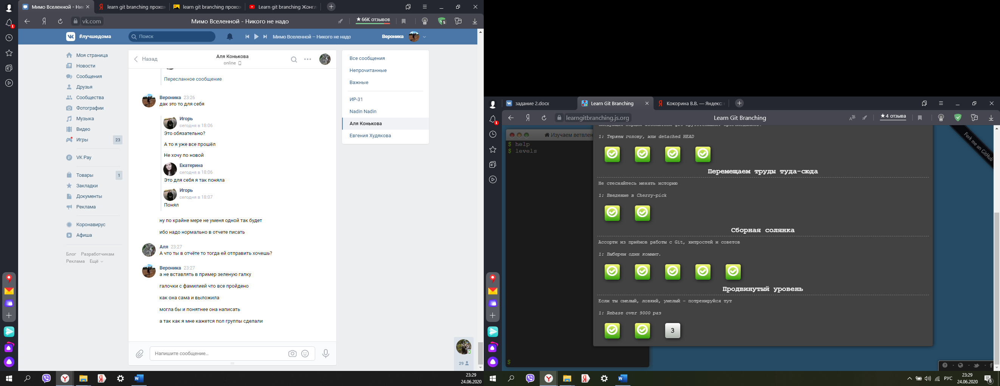 Мимо Вселенной - Ник
learn git branching прохож
learn git branching прохож
Learn git branching Жонгл
vk.com
Мимо Вселенной - Никого не надо
★ 66K отзывов
5
1
#лучшедома
Поиск
Мимо Вселенной – Никого не надо
Вероника
Моя страница
Новости
Сообщения
Друзья
Сообщества
Фотографии
Музыка
Видео
Игры
23
VK Pay
Товары
1
Закладки
Документы
Реклама
Коронавирус
Афиша
Блог Разработчикам
Реклама Ещё
Назад
Аля Конькова
online
Пересланное сообщение
Вероника 23:26
дак это то для себя
Игорь
сегодня в 18:06
Это обязательно?
А то я уже все прошёл
Не хочу по новой
Екатерина
сегодня в 18:06
Это для себя я так поняла
Игорь
сегодня в 18:07
Понял
ну по крайне мере не уменя одной так будет
ибо надо нормально в отчете писать
Аля 23:27
А что ты в отчёте то тогда ей отправить хочешь?
Вероника 23:27
а не вставлять в пример зеленую галку
галочки с фамилией что все пройдено
как она сама и выложила
могла бы и понятнее она написать
а так как я мне кажется пол группы сделали
Напишите сообщение...
Все сообщения
Непрочитанные
Важные
ИР-31
Nadin Nadin
Аля Конькова
Евгения Худякова
29
23:29
24.06.2020
задание 2.docx
Learn Git Branching
Кокорина В.В. — Яндекс:
learngitbranching.js.org
Learn Git Branching
★ 4 отзыва
1
Изучаем ветвлен
$ help
$ levels
$
Fork me on GitHub
1: Теряем голову, или detached HEAD
Перемещаем труды туда-сюда
Не стесняйтесь менять историю
1: Введение в Cherry-pick
Сборная солянка
Ассорти из приёмов работы с Git, хитростей и советов
1: Выберем один коммит.
Продвинутый уровень
Если ты смелый, ловкий, умелый - потренируйся тут
1: Rebase over 9000 раз
3
РУС
23:29
24.06.2020
8